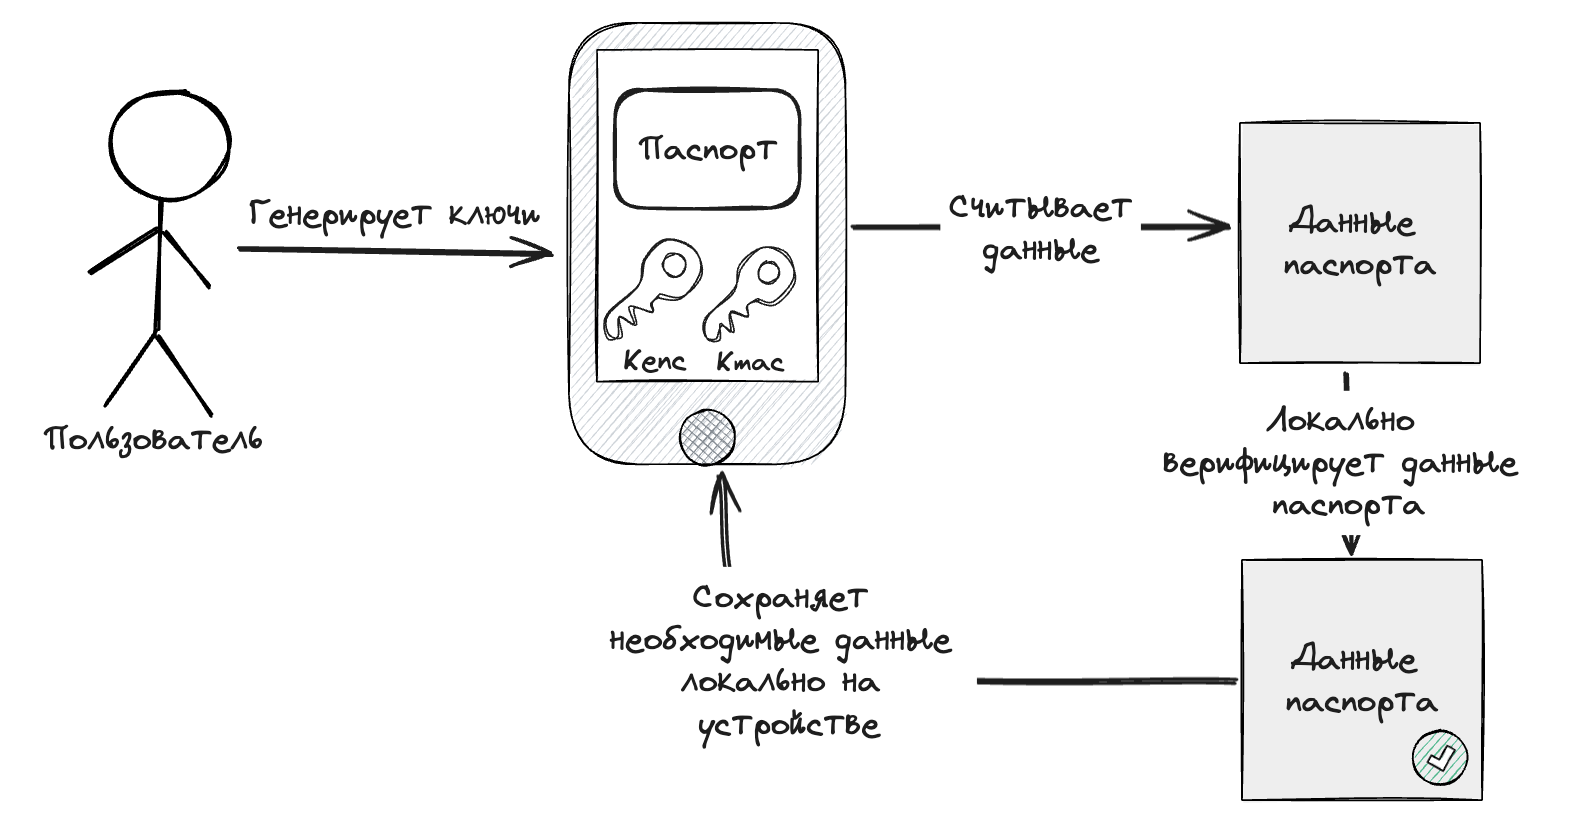 Пользователь
Генерирует ключи
Паспорт
Kenc
Kmac
Считывает
данные
Данные
паспорта
Локально
верифицирует данные
паспорта
Данные
паспорта
Сохраняет
необходимые данные
локально на
устройстве